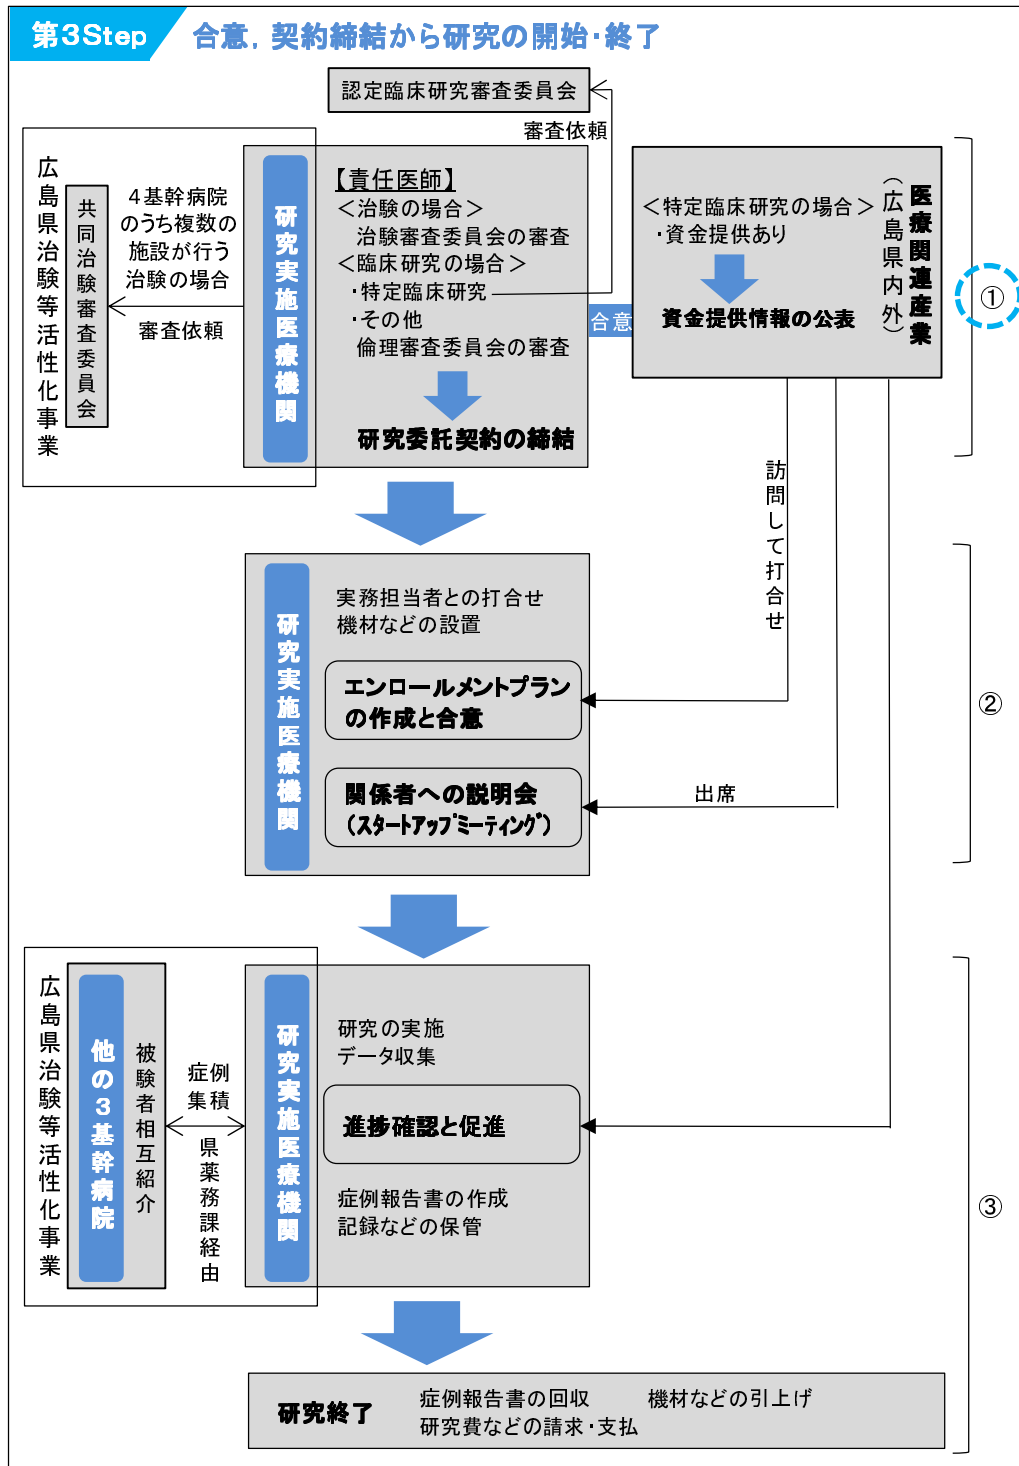 第3Step
合意，契約締結から研究の開始・終了
認定臨床研究審査委員会
審査依頼
広島県治験等活性化事業
共同治験審査委員会
4基幹病院
のうち複数の
施設が行う
治験の場合
審査依頼
研究実施医療機関
【責任医師】
＜治験の場合＞
治験審査委員会の審査
＜臨床研究の場合＞
・特定臨床研究
・その他
倫理審査委員会の審査
研究委託契約の締結
合意
＜特定臨床研究の場合＞
・資金提供あり
資金提供情報の公表
医療関連産業
（広島県内外）
①
訪問して打合せ
研究実施医療機関
実務担当者との打合せ
機材などの設置
エンロールメントプラン
の作成と合意
関係者への説明会
（スタートアップミーティング）
出席
②
広島県治験等活性化事業
他の3基幹病院
被験者相互紹介
症例
集積
県薬務課経由
研究実施医療機関
研究の実施
データ収集
進捗確認と促進
症例報告書の作成
記録などの保管
③
研究終了
症例報告書の回収 機材などの引上げ
研究費などの請求・支払